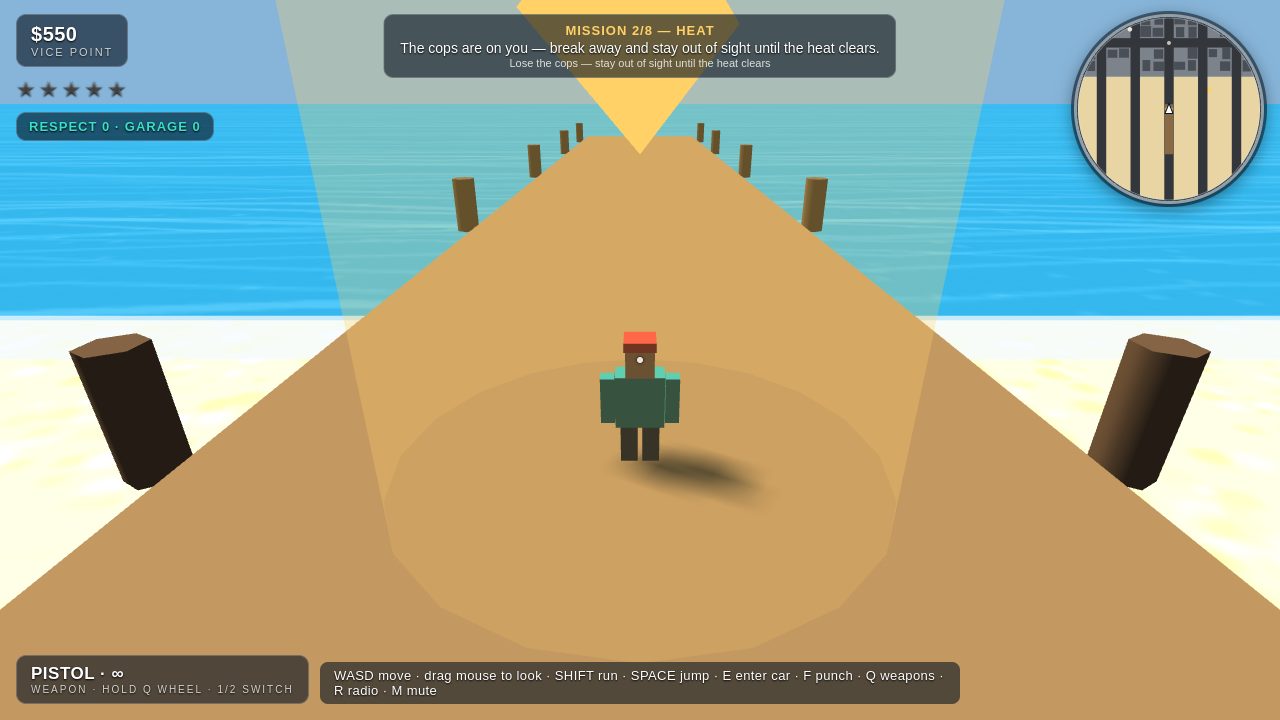 $550
VICE POINT
★★★★★
RESPECT 0 · GARAGE 0
MISSION 2/8 — HEAT
The cops are on you — break away and stay out of sight until the heat clears.
Lose the cops — stay out of sight until the heat clears
PISTOL · ∞
WEAPON · HOLD Q WHEEL · 1/2 SWITCH
WASD move · drag mouse to look · SHIFT run · SPACE jump · E enter car · F punch · Q weapons ·
R radio · M mute